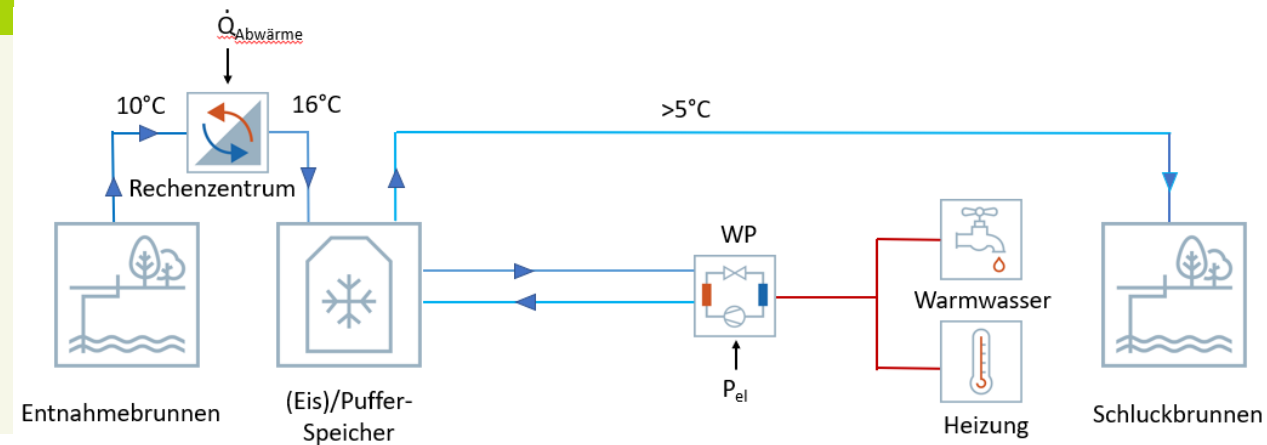 Q̇Abwärme
10°C
16°C
>5°C
Rechenzentrum
WP
Warmwasser
Pel
Entnahmebrunnen
(Eis)/Puffer-
Speicher
Heizung
Schluckbrunnen